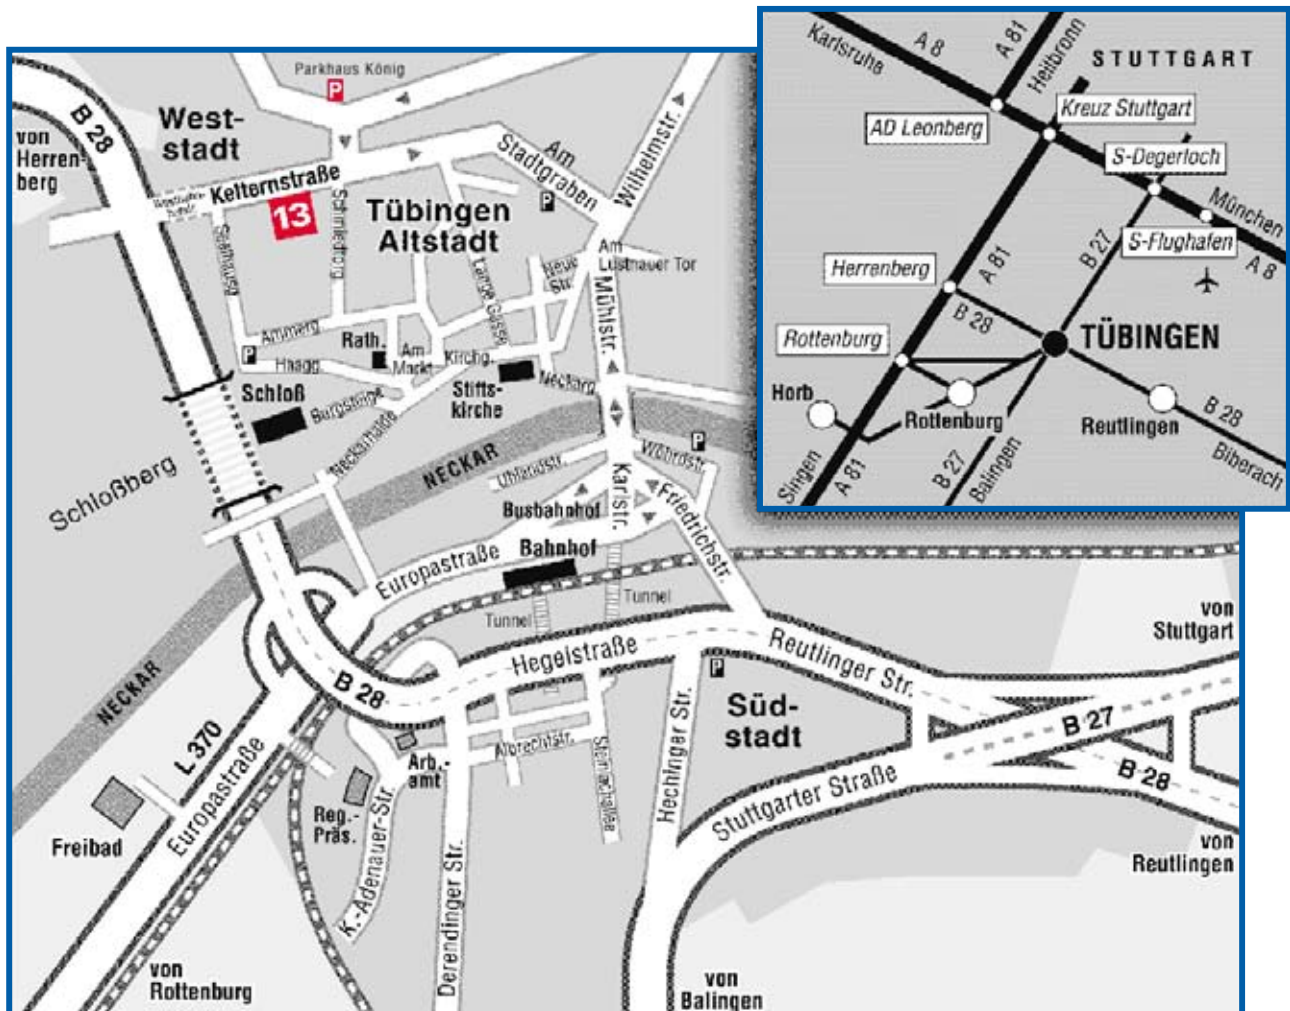 Parkhaus König
P
B 28
West-
stadt
von
Herren-
berg
Am
Stadtgraben
Wilhelmstr.
Kelternstraße
13
Tübingen
Altstadt
P
Schmiedtorg
Am
Lustnauer Tor
Neue
Str.
Lange Gasse
Mühlstr.
Ammerg
Rath.
P
Haagg.
Am
Markt
Kirchg.
Schloß
Burgsteige
Stifts-
kirche
Neckarg
Neckarhalde
NECKAR
Schloßberg
Uhlandstr.
Wöhrdstr.
P
Karlstr.
Friedrichstr.
Busbahnhof
Bahnhof
Europastraße
Tunnel
Tunnel
Hegelstraße
Reutlinger Str.
von
Stuttgart
P
Süd-
stadt
B 28
NECKAR
L 370
Europastraße
Freibad
Arb.-
amt
Reg.-
Präs.
Albrechtstr.
Steinlachallee
Hechinger Str.
Stuttgarter Straße
B 27
B 28
von
Reutlingen
K.-Adenauer-Str.
Derendinger Str.
von
Rottenburg
von
Balingen
Karlsruha
A 8
A 81
Heilbronn
STUTTGART
AD Leonberg
Kreuz Stuttgart
S-Degerloch
München
S-Flughafen
A 8
B 27
Herrenberg
A 81
B 28
TÜBINGEN
Rottenburg
Horb
Rottenburg
Reutlingen
B 28
Biberach
Singen
A 81
B 27
Balingen